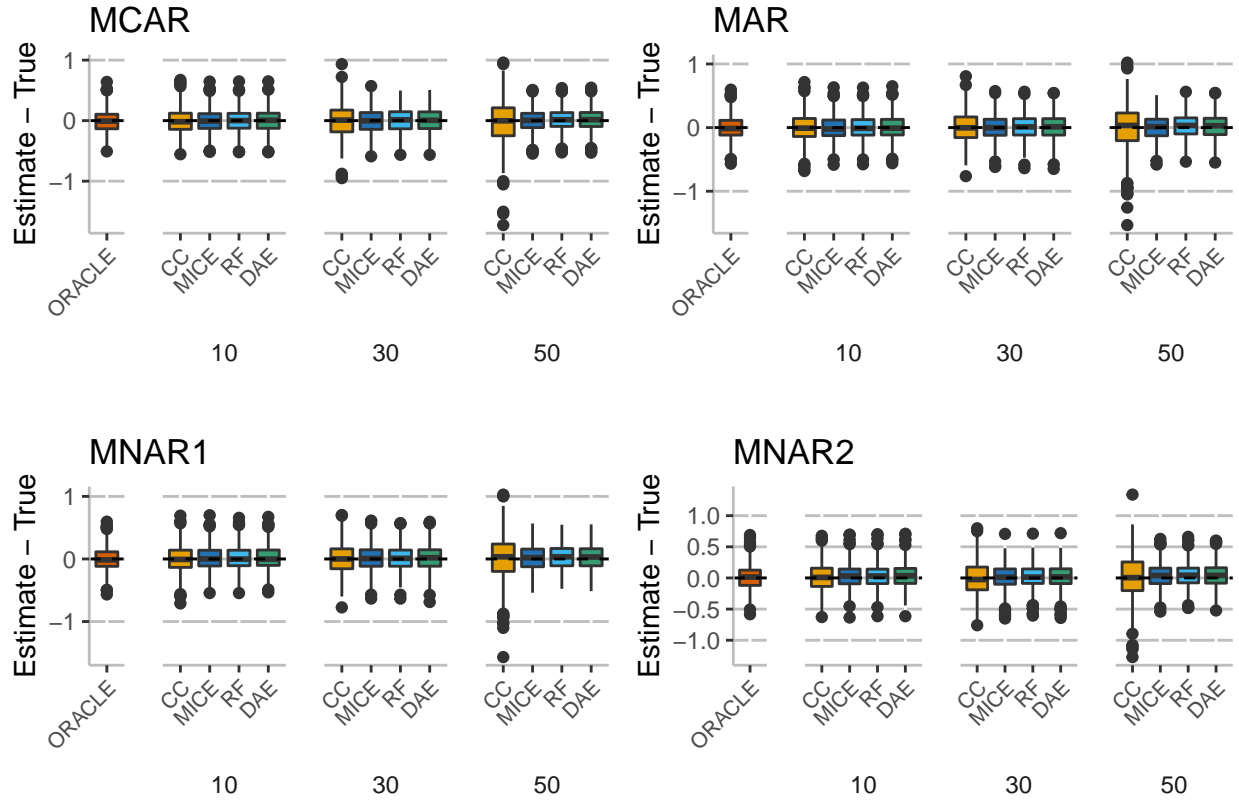 MCAR
Estimate – True
1
0
−1
ORACLE
CC
MICE
RF
DAE
CC
MICE
RF
DAE
CC
MICE
RF
DAE
10
30
50
MAR
Estimate – True
1
0
−1
ORACLE
CC
MICE
RF
DAE
CC
MICE
RF
DAE
CC
MICE
RF
DAE
10
30
50
MNAR1
Estimate – True
1
0
−1
ORACLE
CC
MICE
RF
DAE
CC
MICE
RF
DAE
CC
MICE
RF
DAE
10
30
50
MNAR2
Estimate – True
1.0
0.5
0.0
−0.5
−1.0
ORACLE
CC
MICE
RF
DAE
CC
MICE
RF
DAE
CC
MICE
RF
DAE
10
30
50